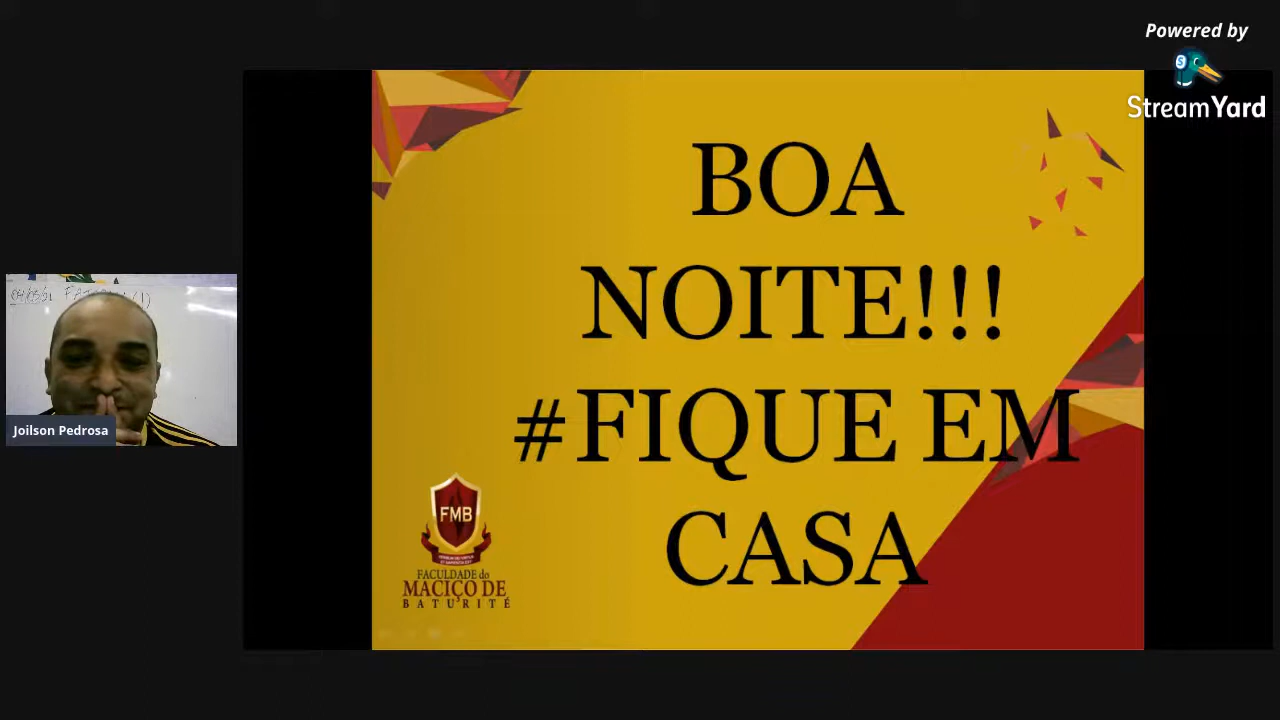 Powered by
StreamYard
BOA
NOITE!!!
#FIQUE EM
CASA
Joilson Pedrosa
FMB
FACULDADE do
MACIÇO DE
BATURITÉ